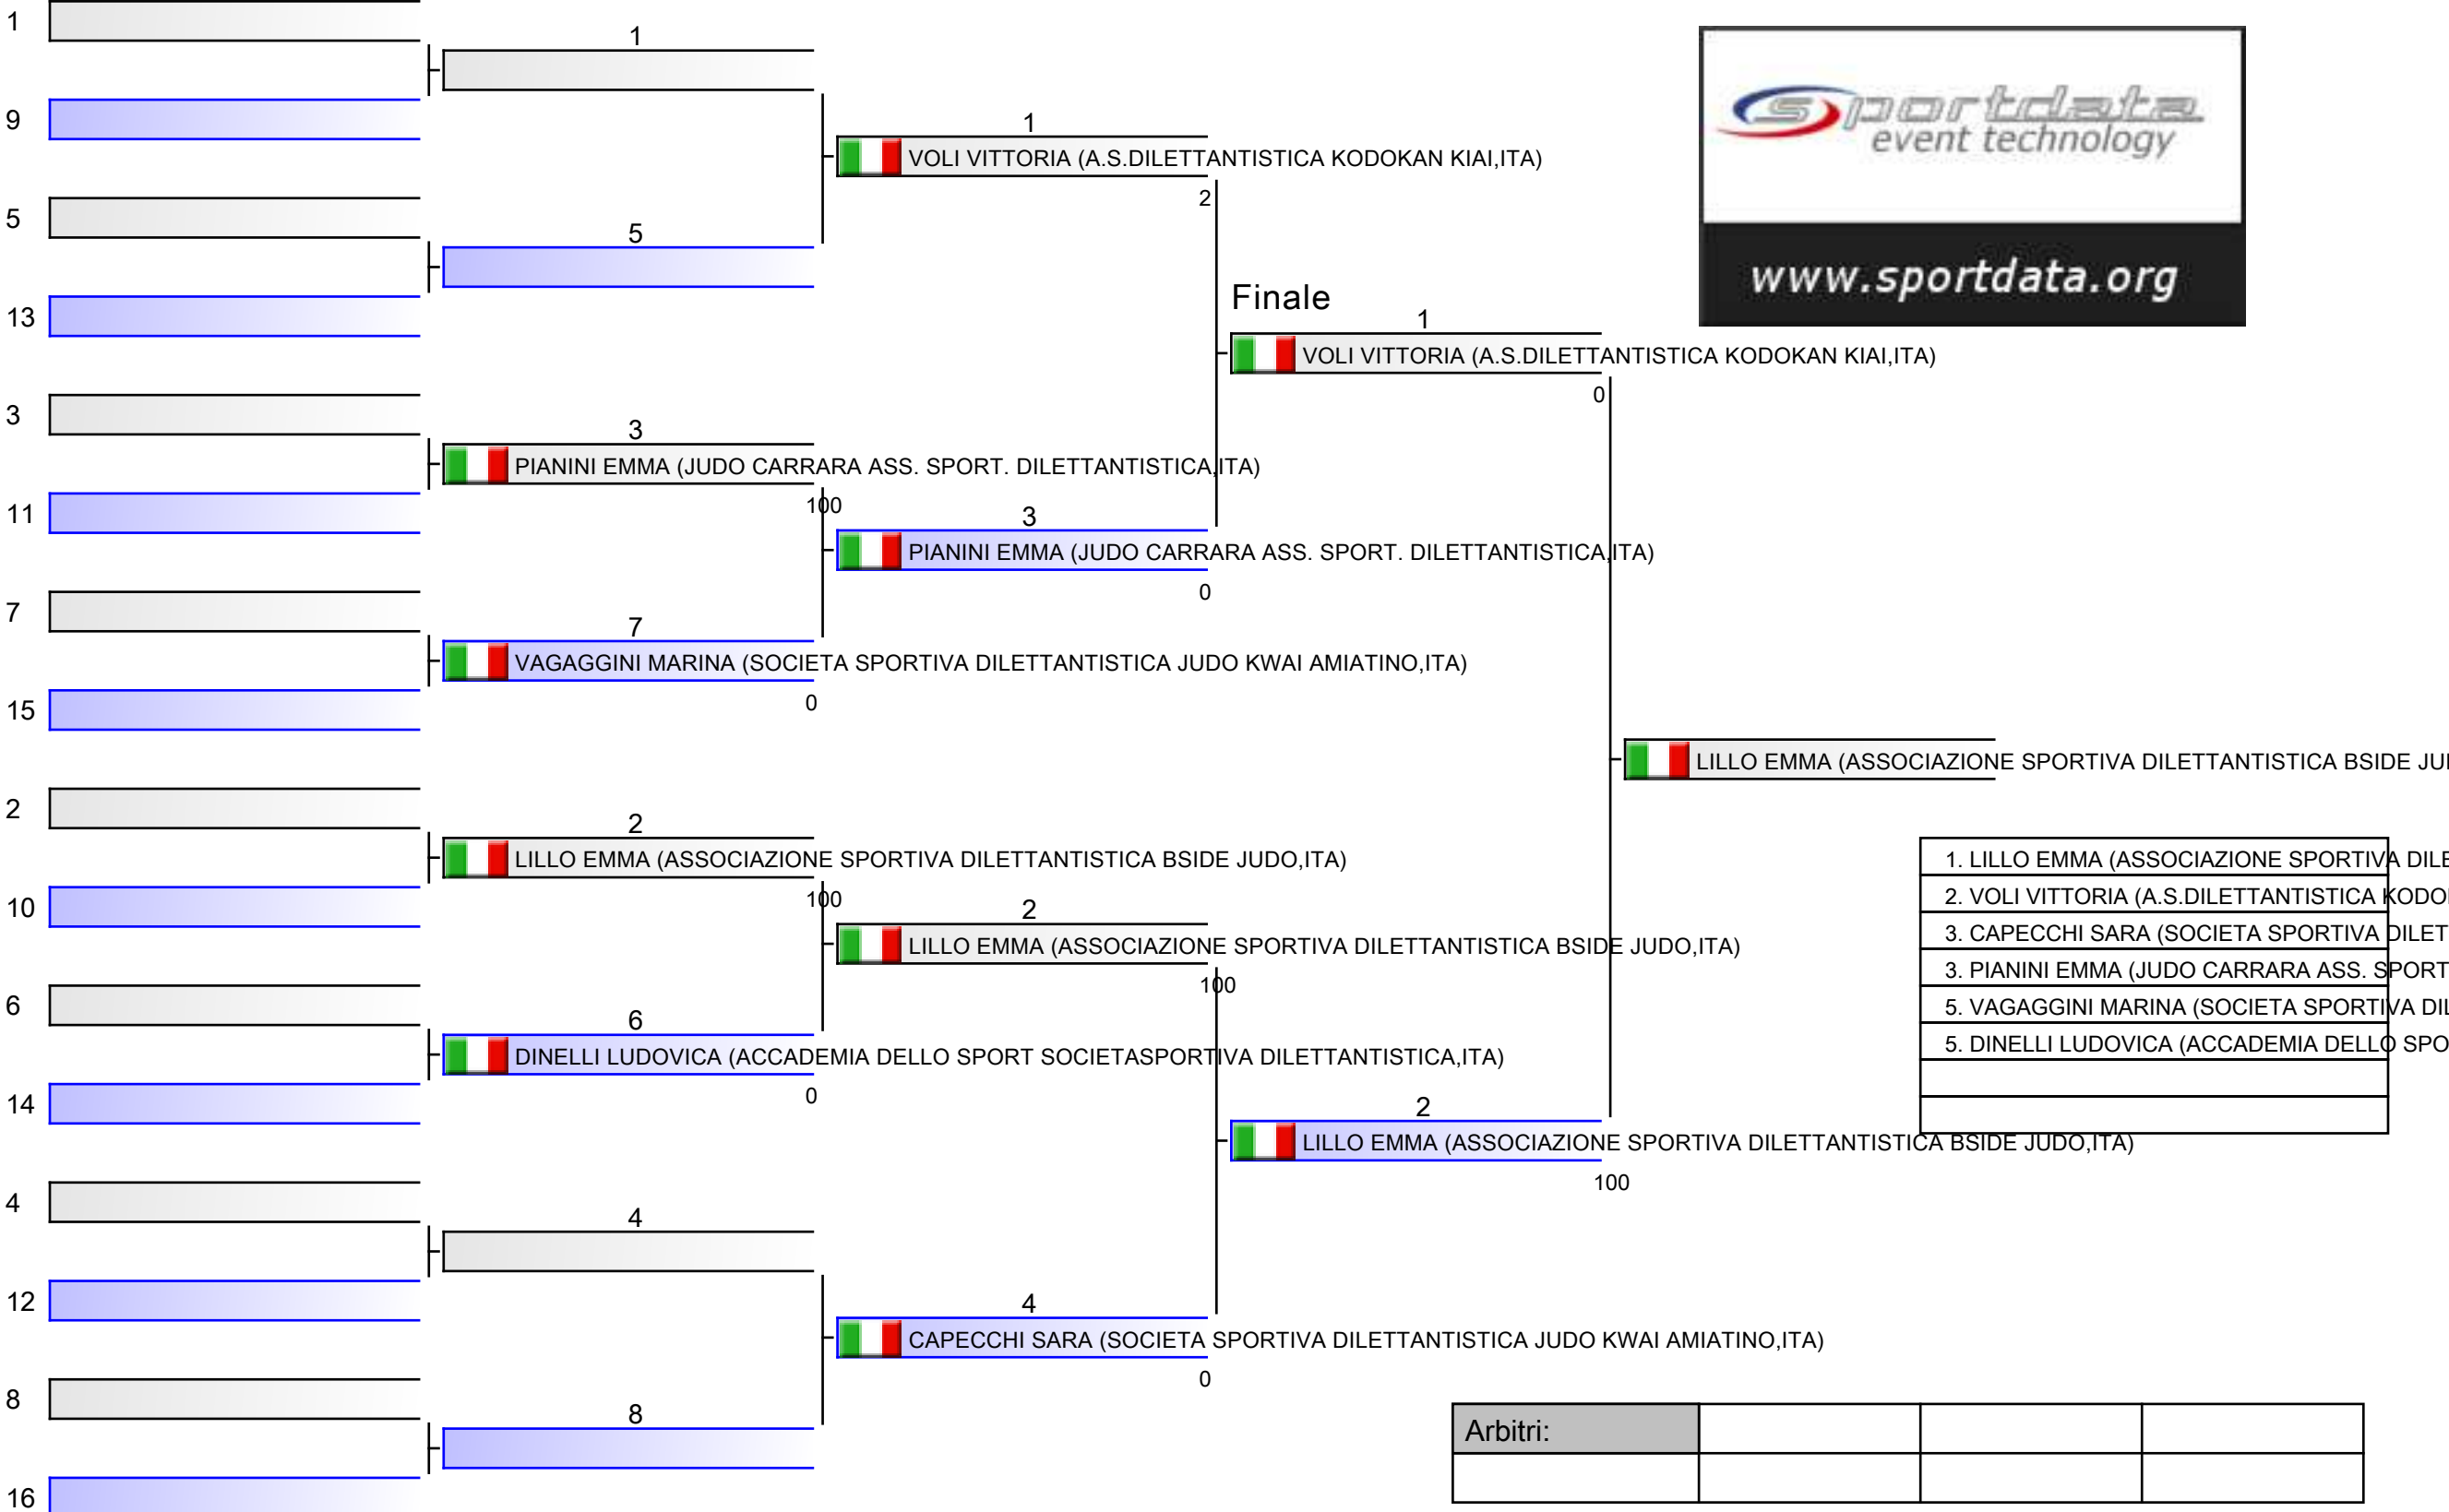 1
9
5
13
3
11
7
15
2
10
6
14
4
12
8
16
1
5
3
PIANINI EMMA (JUDO CARRARA ASS. SPORT. DILETTANTISTICA,ITA)
100
7
VAGAGGINI MARINA (SOCIETA SPORTIVA DILETTANTISTICA JUDO KWAI AMIATINO,ITA)
0
2
LILLO EMMA (ASSOCIAZIONE SPORTIVA DILETTANTISTICA BSIDE JUDO,ITA)
100
6
DINELLI LUDOVICA (ACCADEMIA DELLO SPORT SOCIETASPORTIVA DILETTANTISTICA,ITA)
0
4
8
1
VOLI VITTORIA (A.S.DILETTANTISTICA KODOKAN KIAI,ITA)
2
3
PIANINI EMMA (JUDO CARRARA ASS. SPORT. DILETTANTISTICA,ITA)
0
2
LILLO EMMA (ASSOCIAZIONE SPORTIVA DILETTANTISTICA BSIDE JUDO,ITA)
100
4
CAPECCHI SARA (SOCIETA SPORTIVA DILETTANTISTICA JUDO KWAI AMIATINO,ITA)
0
Finale
1
VOLI VITTORIA (A.S.DILETTANTISTICA KODOKAN KIAI,ITA)
0
2
LILLO EMMA (ASSOCIAZIONE SPORTIVA DILETTANTISTICA BSIDE JUDO,ITA)
100
sportdata
event technology
www.sportdata.org
LILLO EMMA (ASSOCIAZIONE SPORTIVA DILETTANTISTICA BSIDE
1. LILLO EMMA (ASSOCIAZIONE SPORTIVA
2. VOLI VITTORIA (A.S.DILETTANTISTICA
3. CAPECCHI SARA (SOCIETA SPORTIVA
3. PIANINI EMMA (JUDO CARRARA ASS. SPORT
5. VAGAGGINI MARINA (SOCIETA SPORTIVA
5. DINELLI LUDOVICA (ACCADEMIA DELLO
Arbitri: